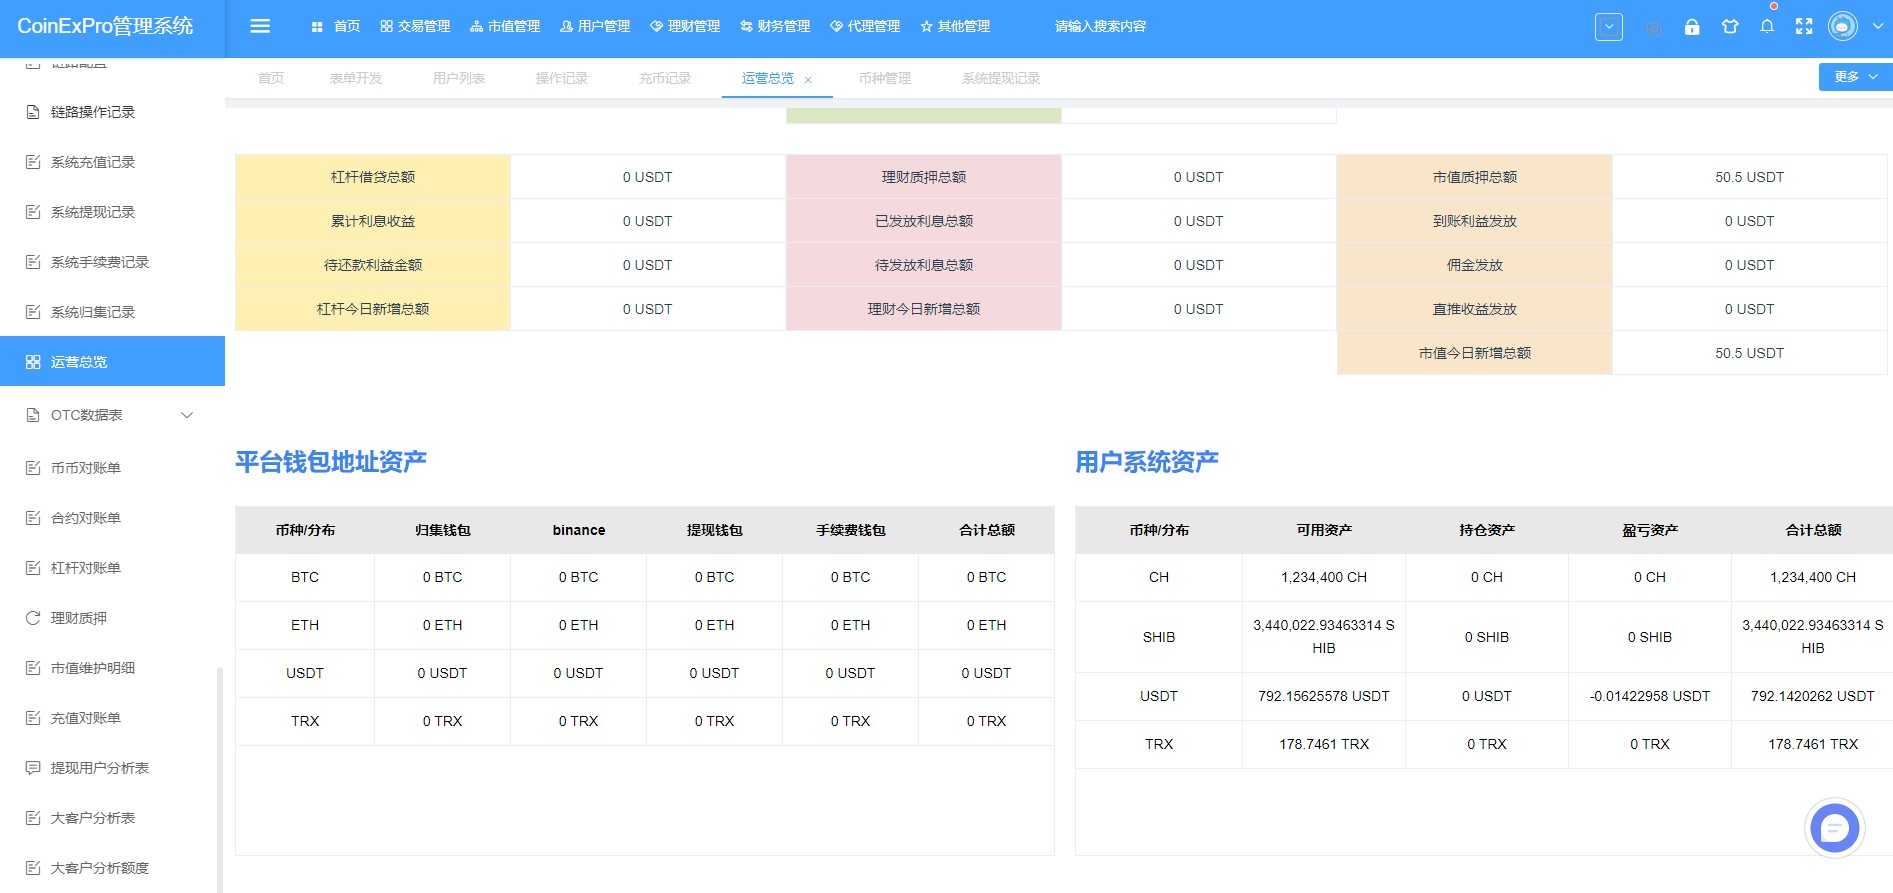 CoinExPro管理系统
首页 交易管理 市值管理 用户管理 理财管理 财务管理 代理管理 其他管理 请输入搜索内容
首页 表单开发 用户列表 操作记录 充币记录 运营总览 × 币种管理 系统提现记录 更多
链路配置
链路操作记录
系统充值记录
系统提现记录
系统手续费记录
系统归集记录
运营总览
OTC数据表
币币对账单
合约对账单
杠杆对账单
理财质押
市值维护明细
充值对账单
提现用户分析表
大客户分析表
大客户分析额度
杠杆借贷总额 0 USDT 理财质押总额 0 USDT 市值质押总额 50.5 USDT
累计利息收益 0 USDT 已发放利息总额 0 USDT 到账利益发放 0 USDT
待还款利益金额 0 USDT 待发放利息总额 0 USDT 佣金发放 0 USDT
杠杆今日新增总额 0 USDT 理财今日新增总额 0 USDT 直推收益发放 0 USDT
市值今日新增总额 50.5 USDT
平台钱包地址资产
币种/分布 归集钱包 binance 提现钱包 手续费钱包 合计总额
BTC 0 BTC 0 BTC 0 BTC 0 BTC 0 BTC
ETH 0 ETH 0 ETH 0 ETH 0 ETH 0 ETH
USDT 0 USDT 0 USDT 0 USDT 0 USDT 0 USDT
TRX 0 TRX 0 TRX 0 TRX 0 TRX 0 TRX
用户系统资产
币种/分布 可用资产 持仓资产 盈亏资产 合计总额
CH 1,234,400 CH 0 CH 0 CH 1,234,400 CH
SHIB 3,440,022.93463314 S
HIB 0 SHIB 0 SHIB 3,440,022.93463314 S
HIB
USDT 792.15625578 USDT 0 USDT -0.01422958 USDT 792.1420262 USDT
TRX 178.7461 TRX 0 TRX 0 TRX 178.7461 TRX